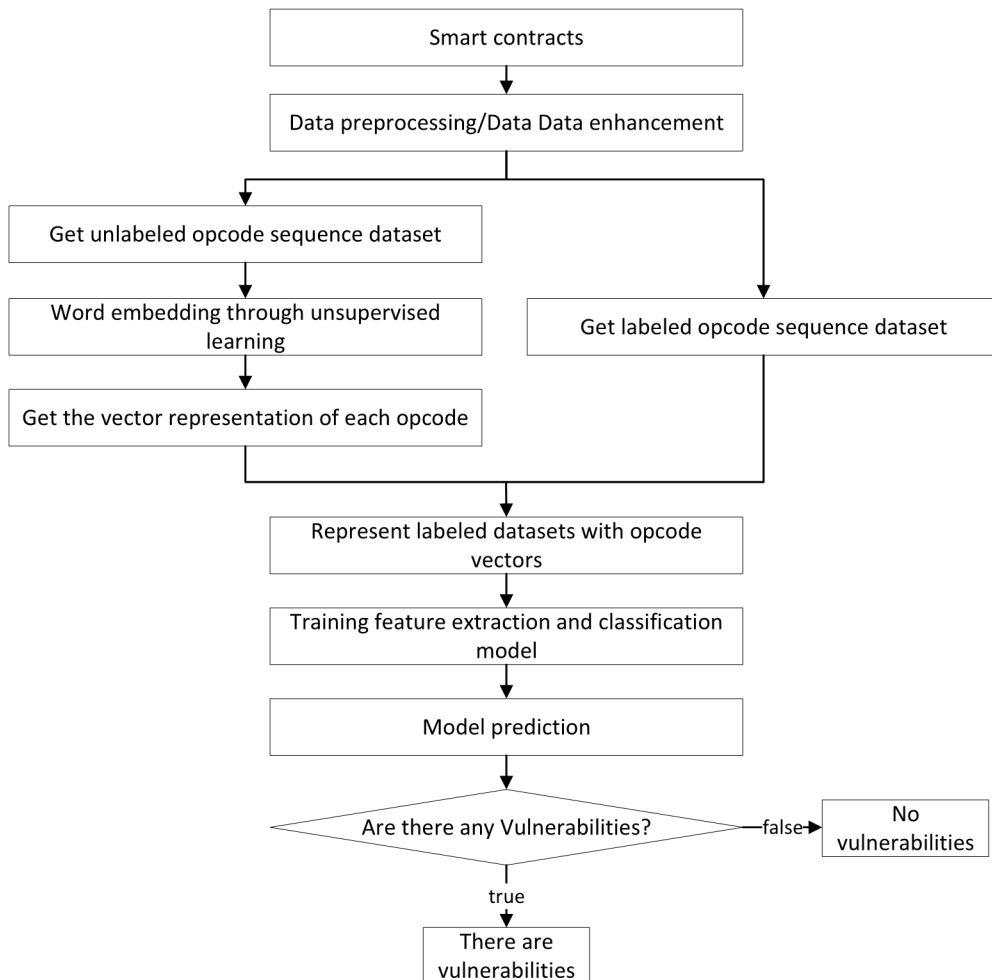 Smart contracts
Data preprocessing/Data Data enhancement
Get unlabeled opcode sequence dataset
Word embedding through unsupervised
learning
Get labeled opcode sequence dataset
Get the vector representation of each opcode
Represent labeled datasets with opcode
vectors
Training feature extraction and classification
model
Model prediction
Are there any Vulnerabilities?
false
No
vulnerabilities
true
There are
vulnerabilities